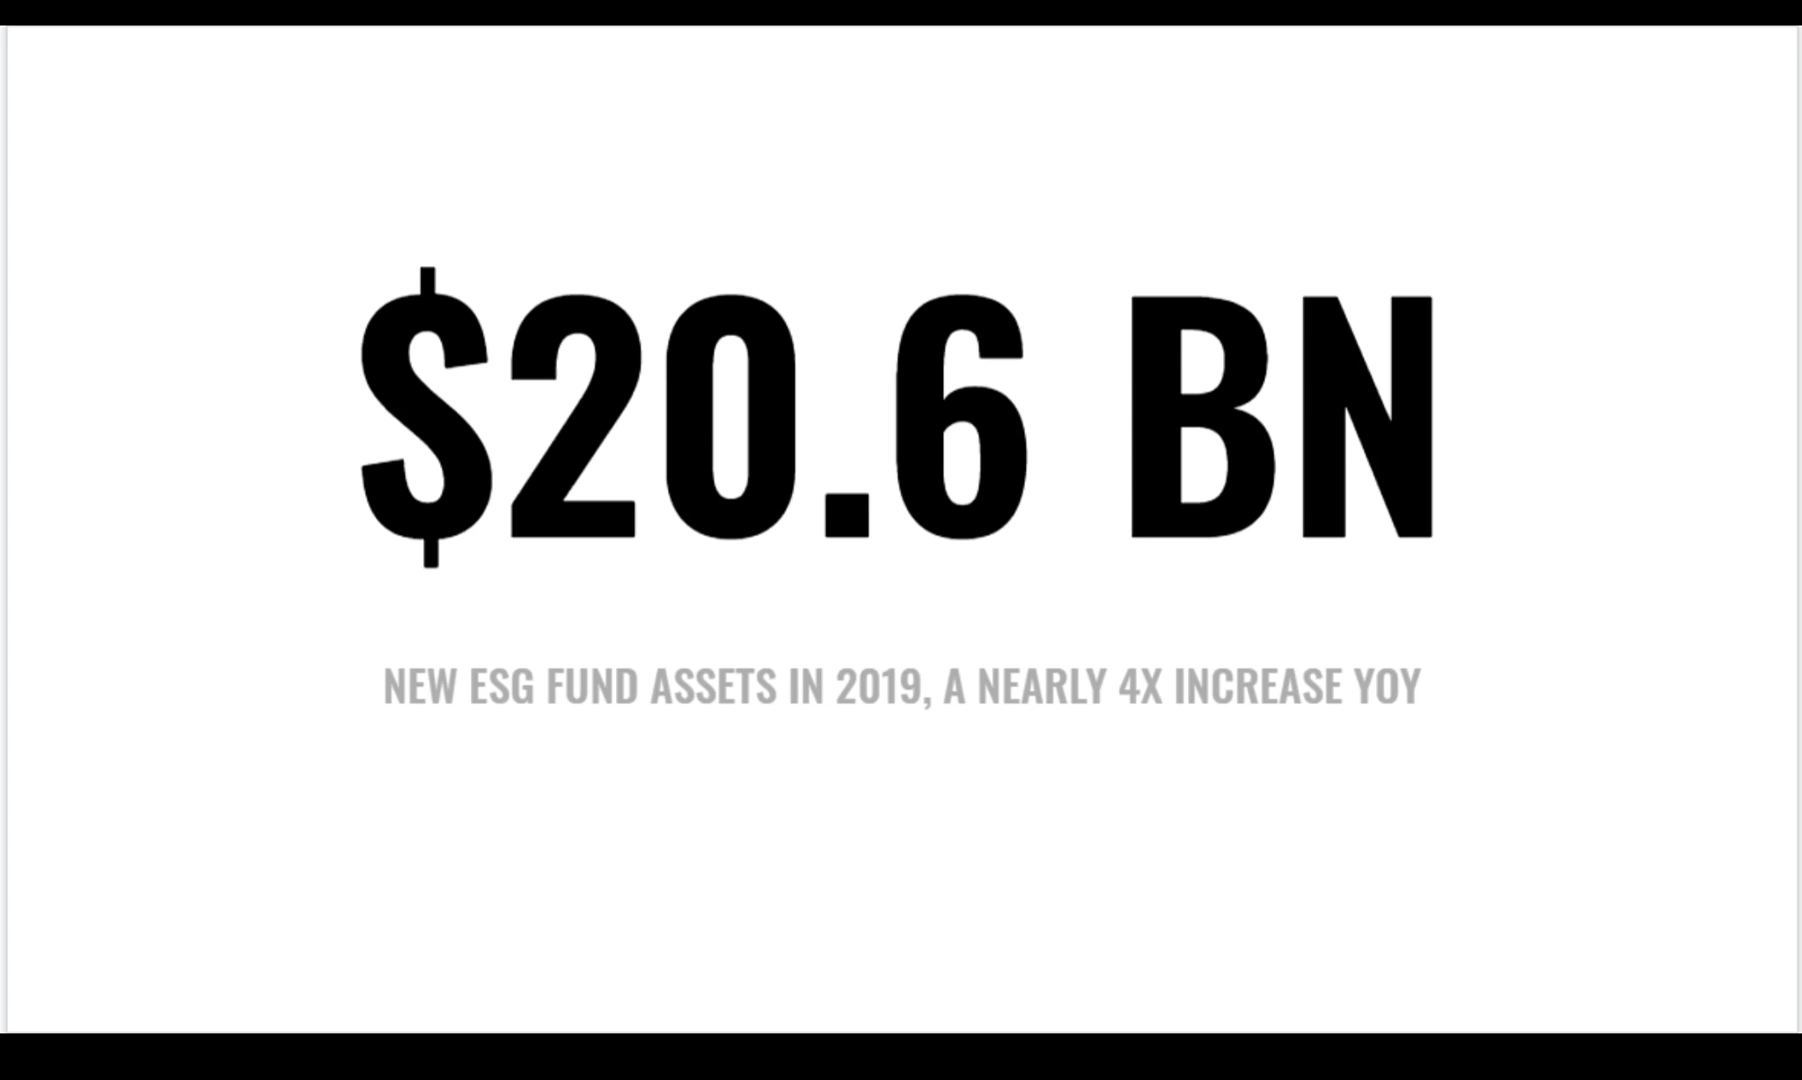 $20.6 BN
NEW ESG FUND ASSETS IN 2019, A NEARLY 4X INCREASE YOY